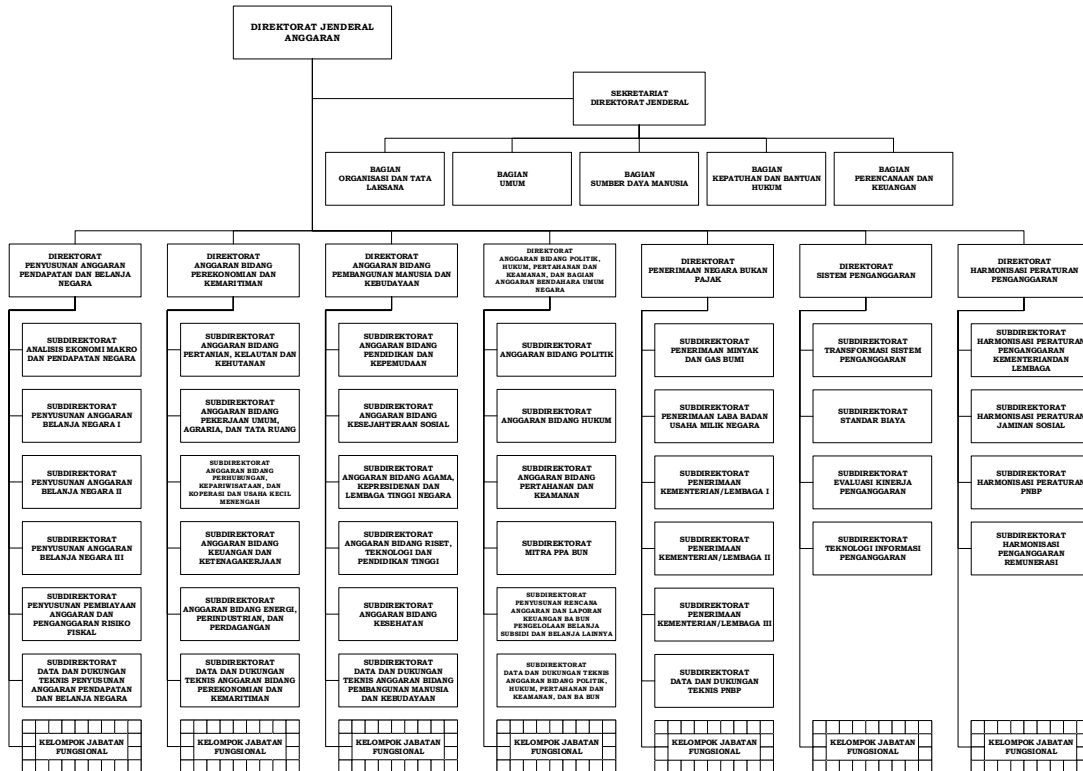 DIREKTORAT JENDERAL
ANGGARAN
SEKRETARIAT
DIREKTORAT JENDERAL
BAGIAN
ORGANISASI DAN TATA
LAKSANA
BAGIAN
UMUM
BAGIAN
SUMBER DAYA MANUSIA
BAGIAN
KEPATUHAN DAN BANTUAN
HUKUM
BAGIAN
PERENCANAAN DAN
KEUANGAN
DIREKTORAT
PENYUSUNAN ANGGARAN
PENDAPATAN DAN BELANJA
NEGARA
SUBDIREKTORAT
ANALISIS EKONOMI MAKRO
DAN PENDAPATAN NEGARA
SUBDIREKTORAT
PENYUSUNAN ANGGARAN
BELANJA NEGARA I
SUBDIREKTORAT
PENYUSUNAN ANGGARAN
BELANJA NEGARA II
SUBDIREKTORAT
PENYUSUNAN ANGGARAN
BELANJA NEGARA III
SUBDIREKTORAT
PENYUSUNAN PEMBIAYAAN
ANGGARAN DAN
PENGANGGARAN RISIKO
FISKAL
SUBDIREKTORAT
DATA DAN DUKUNGAN
TEKNIS PENYUSUNAN
ANGGARAN PENDAPATAN
DAN BELANJA NEGARA
KELOMPOK JABATAN
FUNGSIONAL
DIREKTORAT
ANGGARAN BIDANG
PEREKONOMIAN DAN
KEMARITIMAN
SUBDIREKTORAT
ANGGARAN BIDANG
PERTANIAN, KELAUTAN DAN
KEHUTANAN
SUBDIREKTORAT
ANGGARAN BIDANG
PEKERJAAN UMUM,
AGRARIA, DAN TATA RUANG
SUBDIREKTORAT
ANGGARAN BIDANG
PERHUBUNGAN,
KEPARIWISATAAN, DAN
KOPERASI DAN USAHA KECIL
MENENGAH
SUBDIREKTORAT
ANGGARAN BIDANG
KEUANGAN DAN
KETENAGAKERJAAN
SUBDIREKTORAT
ANGGARAN BIDANG ENERGI,
PERINDUSTRIAN, DAN
PERDAGANGAN
SUBDIREKTORAT
DATA DAN DUKUNGAN
TEKNIS ANGGARAN BIDANG
PEREKONOMIAN DAN
KEMARITIMAN
KELOMPOK JABATAN
FUNGSIONAL
DIREKTORAT
ANGGARAN BIDANG
PEMBANGUNAN MANUSIA DAN
KEBUDAYAAN
SUBDIREKTORAT
ANGGARAN BIDANG
PENDIDIKAN DAN
KEPEMUDAAN
SUBDIREKTORAT
ANGGARAN BIDANG
KESEJAHTERAAN SOSIAL
SUBDIREKTORAT
ANGGARAN BIDANG AGAMA,
KEPRESIDENAN DAN
LEMBAGA TINGGI NEGARA
SUBDIREKTORAT
ANGGARAN BIDANG RISET,
TEKNOLOGI DAN
PENDIDIKAN TINGGI
SUBDIREKTORAT
ANGGARAN BIDANG
KESEHATAN
SUBDIREKTORAT
DATA DAN DUKUNGAN
TEKNIS ANGGARAN BIDANG
PEMBANGUNAN MANUSIA
DAN KEBUDAYAAN
KELOMPOK JABATAN
FUNGSIONAL
DIREKTORAT
ANGGARAN BIDANG POLITIK,
HUKUM, PERTAHANAN DAN
KEAMANAN, DAN BAGIAN
ANGGARAN BENDAHARA UMUM
NEGARA
SUBDIREKTORAT
ANGGARAN BIDANG POLITIK
SUBDIREKTORAT
ANGGARAN BIDANG HUKUM
SUBDIREKTORAT
ANGGARAN BIDANG
PERTAHANAN DAN
KEAMANAN
SUBDIREKTORAT
MITRA PPA BUN
SUBDIREKTORAT
PENYUSUNAN RENCANA
ANGGARAN DAN LAPORAN
KEUANGAN BA BUN
PENGELOLAAN BELANJA
SUBSIDI DAN BELANJA LAINNYA
SUBDIREKTORAT
DATA DAN DUKUNGAN TEKNIS
ANGGARAN BIDANG POLITIK,
HUKUM, PERTAHANAN DAN
KEAMANAN, DAN BA BUN
KELOMPOK JABATAN
FUNGSIONAL
DIREKTORAT
PENERIMAAN NEGARA BUKAN
PAJAK
SUBDIREKTORAT
PENERIMAAN MINYAK
DAN GAS BUMI
SUBDIREKTORAT
PENERIMAAN LABA BADAN
USAHA MILIK NEGARA
SUBDIREKTORAT
PENERIMAAN
KEMENTERIAN/LEMBAGA I
SUBDIREKTORAT
PENERIMAAN
KEMENTERIAN/LEMBAGA II
SUBDIREKTORAT
PENERIMAAN
KEMENTERIAN/LEMBAGA III
SUBDIREKTORAT
DATA DAN DUKUNGAN
TEKNIS PNBP
KELOMPOK JABATAN
FUNGSIONAL
DIREKTORAT
SISTEM PENGANGGARAN
SUBDIREKTORAT
TRANSFORMASI SISTEM
PENGANGGARAN
SUBDIREKTORAT
STANDAR BIAYA
SUBDIREKTORAT
EVALUASI KINERJA
PENGANGGARAN
SUBDIREKTORAT
TEKNOLOGI INFORMASI
PENGANGGARAN
KELOMPOK JABATAN
FUNGSIONAL
DIREKTORAT
HARMONISASI PERATURAN
PENGANGGARAN
SUBDIREKTORAT
HARMONISASI PERATURAN
PENGANGGARAN
KEMENTERIANDAN
LEMBAGA
SUBDIREKTORAT
HARMONISASI PERATURAN
JAMINAN SOSIAL
SUBDIREKTORAT
HARMONISASI PERATURAN
PNBP
SUBDIREKTORAT
HARMONISASI
PENGANGGARAN
REMUNERASI
KELOMPOK JABATAN
FUNGSIONAL